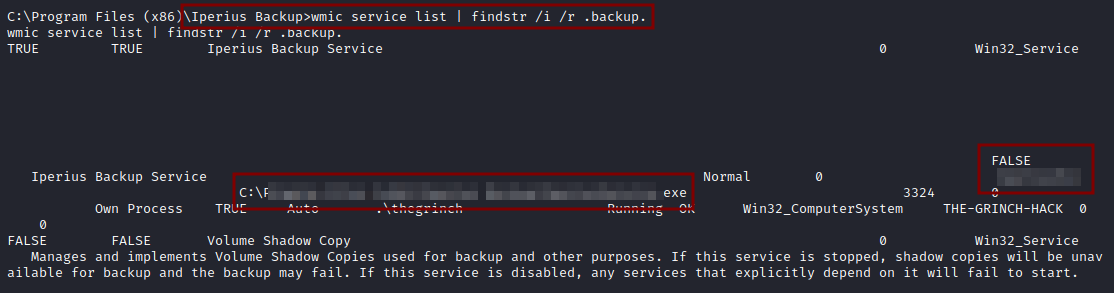 C:\Program Files (x86)\Iperius Backup>wmic service list | findstr /i /r .backup.
wmic service list | findstr /i /r .backup.
TRUE TRUE Iperius Backup Service 0 Win32_Service
FALSE
Iperius Backup Service Normal 0
exe
3324 0
Own Process TRUE Auto .\thegrinch Running OK Win32_ComputerSystem THE-GRINCH-HACK 0
0
FALSE FALSE Volume Shadow Copy 0 Win32_Service
Manages and implements Volume Shadow Copies used for backup and other purposes. If this service is stopped, shadow copies will be unav
ailable for backup and the backup may fail. If this service is disabled, any services that explicitly depend on it will fail to start.